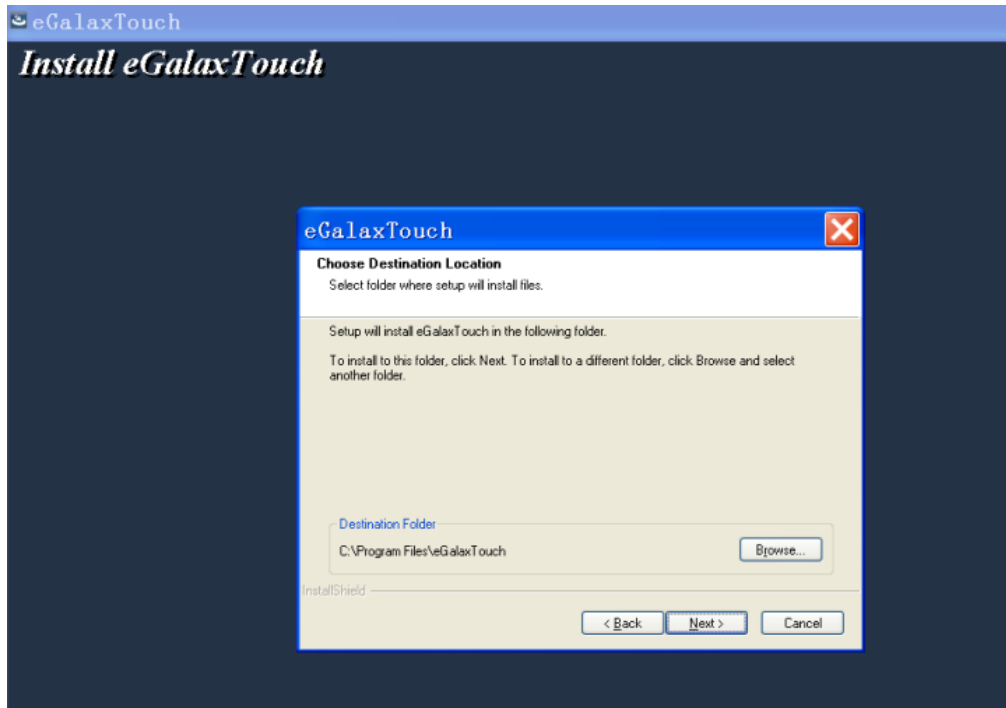 eGalaxTouch
Install eGalaxTouch
eGalaxTouch
Choose Destination Location
Select folder where setup will install files.
Setup will install eGalaxTouch in the following folder.
To install to this folder, click Next. To install to a different folder, click Browse and select
another folder.
Destination Folder
C:\Program Files\eGalaxTouch
Browse...
InstallShield
< Back
Next >
Cancel